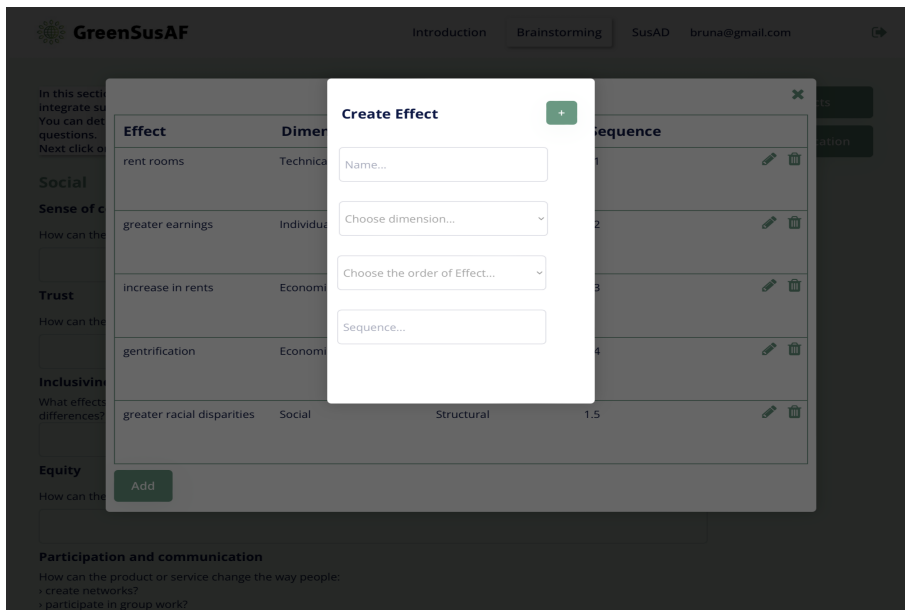 GreenSusAF
Introduction
Brainstorming
SusAD
bruna@gmail.com
In this secti
integrate su
You can det
questions.
Next click o
Social
Sense of c
How can the
Trust
How can the
Inclusivin
What effects
differences?
Equity
How can the
Participation and communication
How can the product or service change the way people:
› create networks?
› participate in group work?
cts
ation
Effect Dimen Sequence
rent rooms Technica 1
greater earnings Individua 2
increase in rents Economi 3
gentrification Economi 4
greater racial disparities Social Structural 1.5
Add
Create Effect +
Name...
Choose dimension...
Choose the order of Effect...
Sequence...